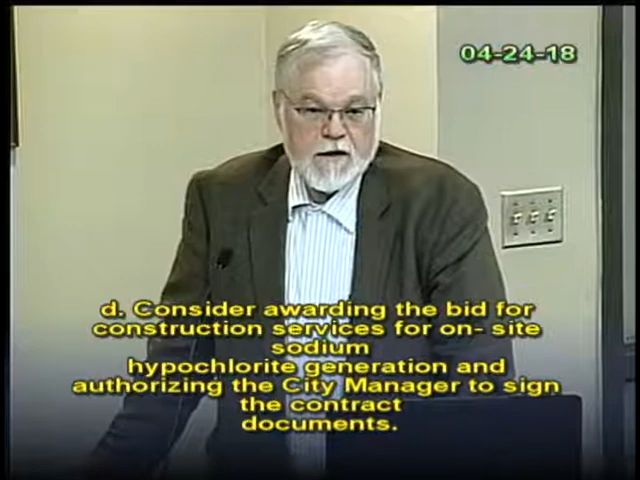 04-24-18
d. Consider awarding the bid for
construction services for on- site
sodium
hypochlorite generation and
authorizing the City Manager to sign
the contract
documents.